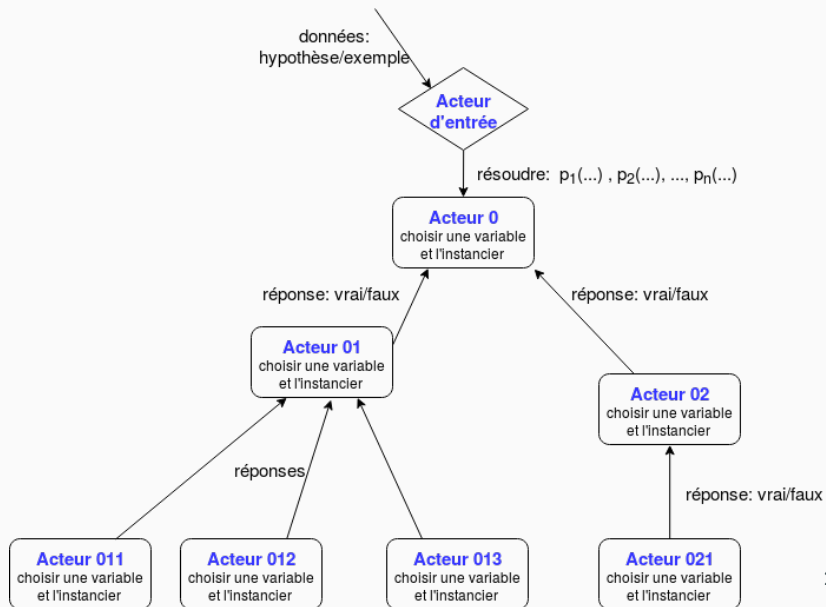 données:
hypothèse/exemple
Acteur
d'entrée
résoudre: p1(...) , p2(...), ..., pn(...)
Acteur 0
choisir une variable
et l'instancier
réponse: vrai/faux
réponse: vrai/faux
Acteur 01
choisir une variable
et l'instancier
Acteur 02
choisir une variable
et l'instancier
réponses
réponse: vrai/faux
Acteur 011
choisir une variable
et l'instancier
Acteur 012
choisir une variable
et l'instancier
Acteur 013
choisir une variable
et l'instancier
Acteur 021
choisir une variable
et l'instancier